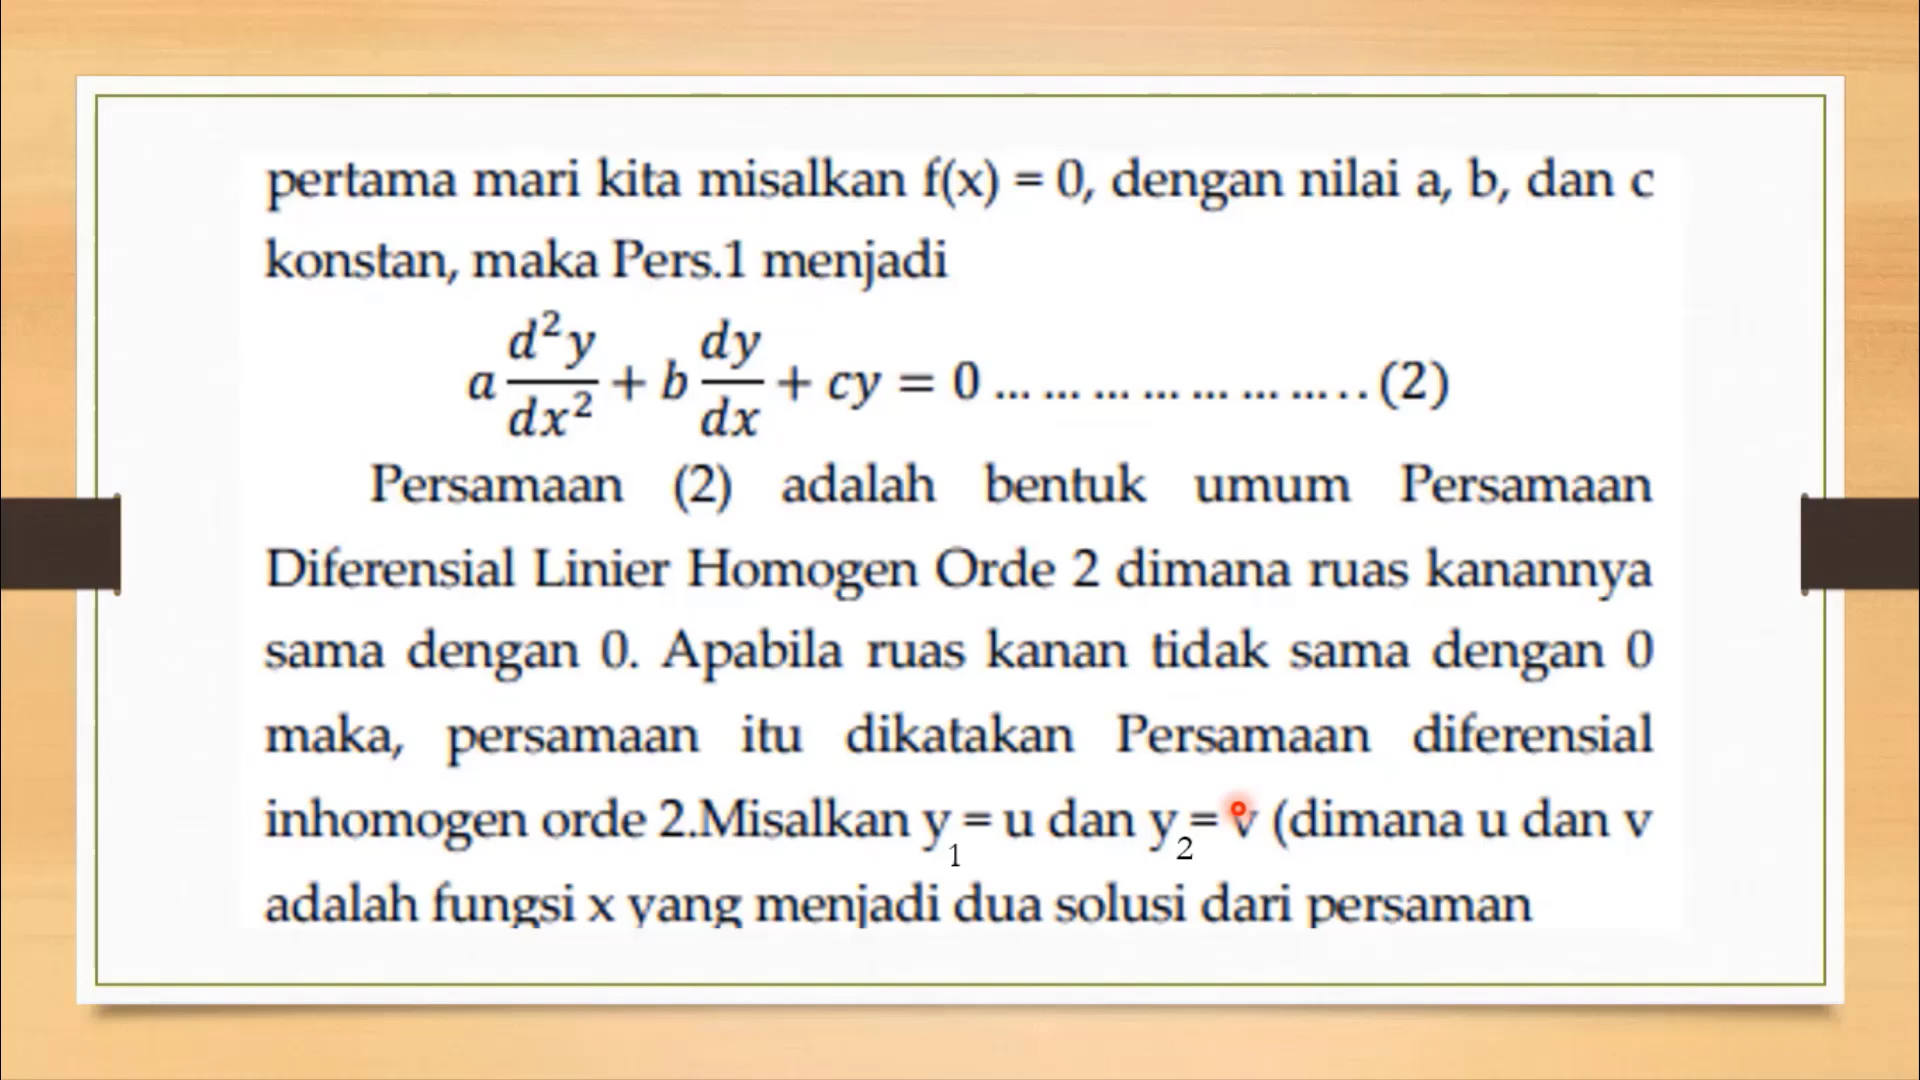 pertama mari kita misalkan f(x) = 0, dengan nilai a, b, dan c
konstan, maka Pers.1 menjadi
a d²y/dx² + b dy/dx + cy = 0 ... ... ... ... ... ... ... . . (2)
Persamaan (2) adalah bentuk umum Persamaan
Diferensial Linier Homogen Orde 2 dimana ruas kanannya
sama dengan 0. Apabila ruas kanan tidak sama dengan 0
maka, persamaan itu dikatakan Persamaan diferensial
inhomogen orde 2.Misalkan y₁ = u dan y₂ = v (dimana u dan v
adalah fungsi x yang menjadi dua solusi dari persaman